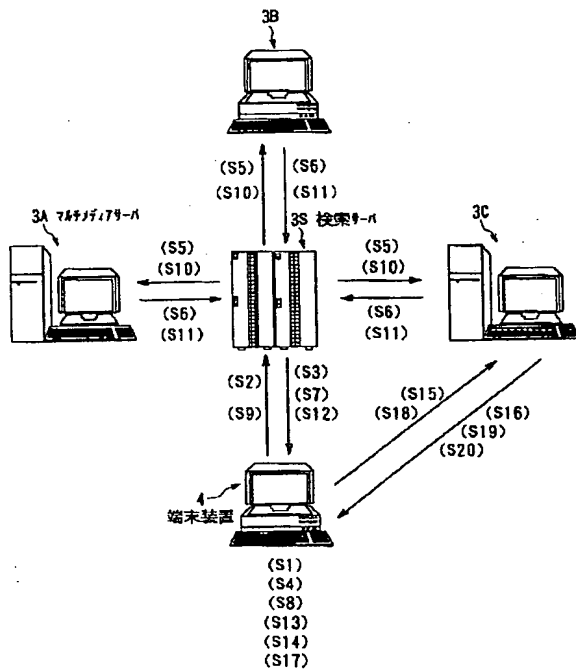 3B
(S5)
(S10)
(S6)
(S11)
3A マルチメディアサーバ
3S 検索サーバ
3C
(S5)
(S10)
(S6)
(S11)
(S5)
(S10)
(S6)
(S11)
(S2)
(S9)
(S3)
(S7)
(S12)
(S15)
(S18)
(S16)
(S19)
(S20)
4
端末装置
(S1)
(S4)
(S8)
(S13)
(S14)
(S17)